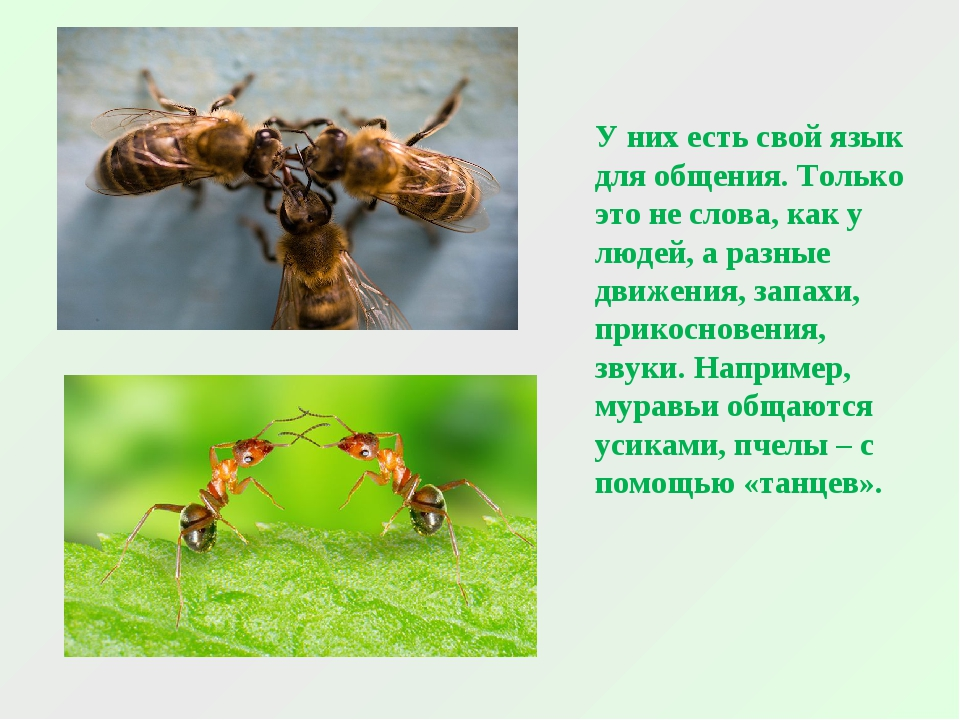 У них есть свой язык
для общения. Только
это не слова, как у
людей, а разные
движения, запахи,
прикосновения,
звуки. Например,
муравьи общаются
усиками, пчелы – с
помощью «танцев».